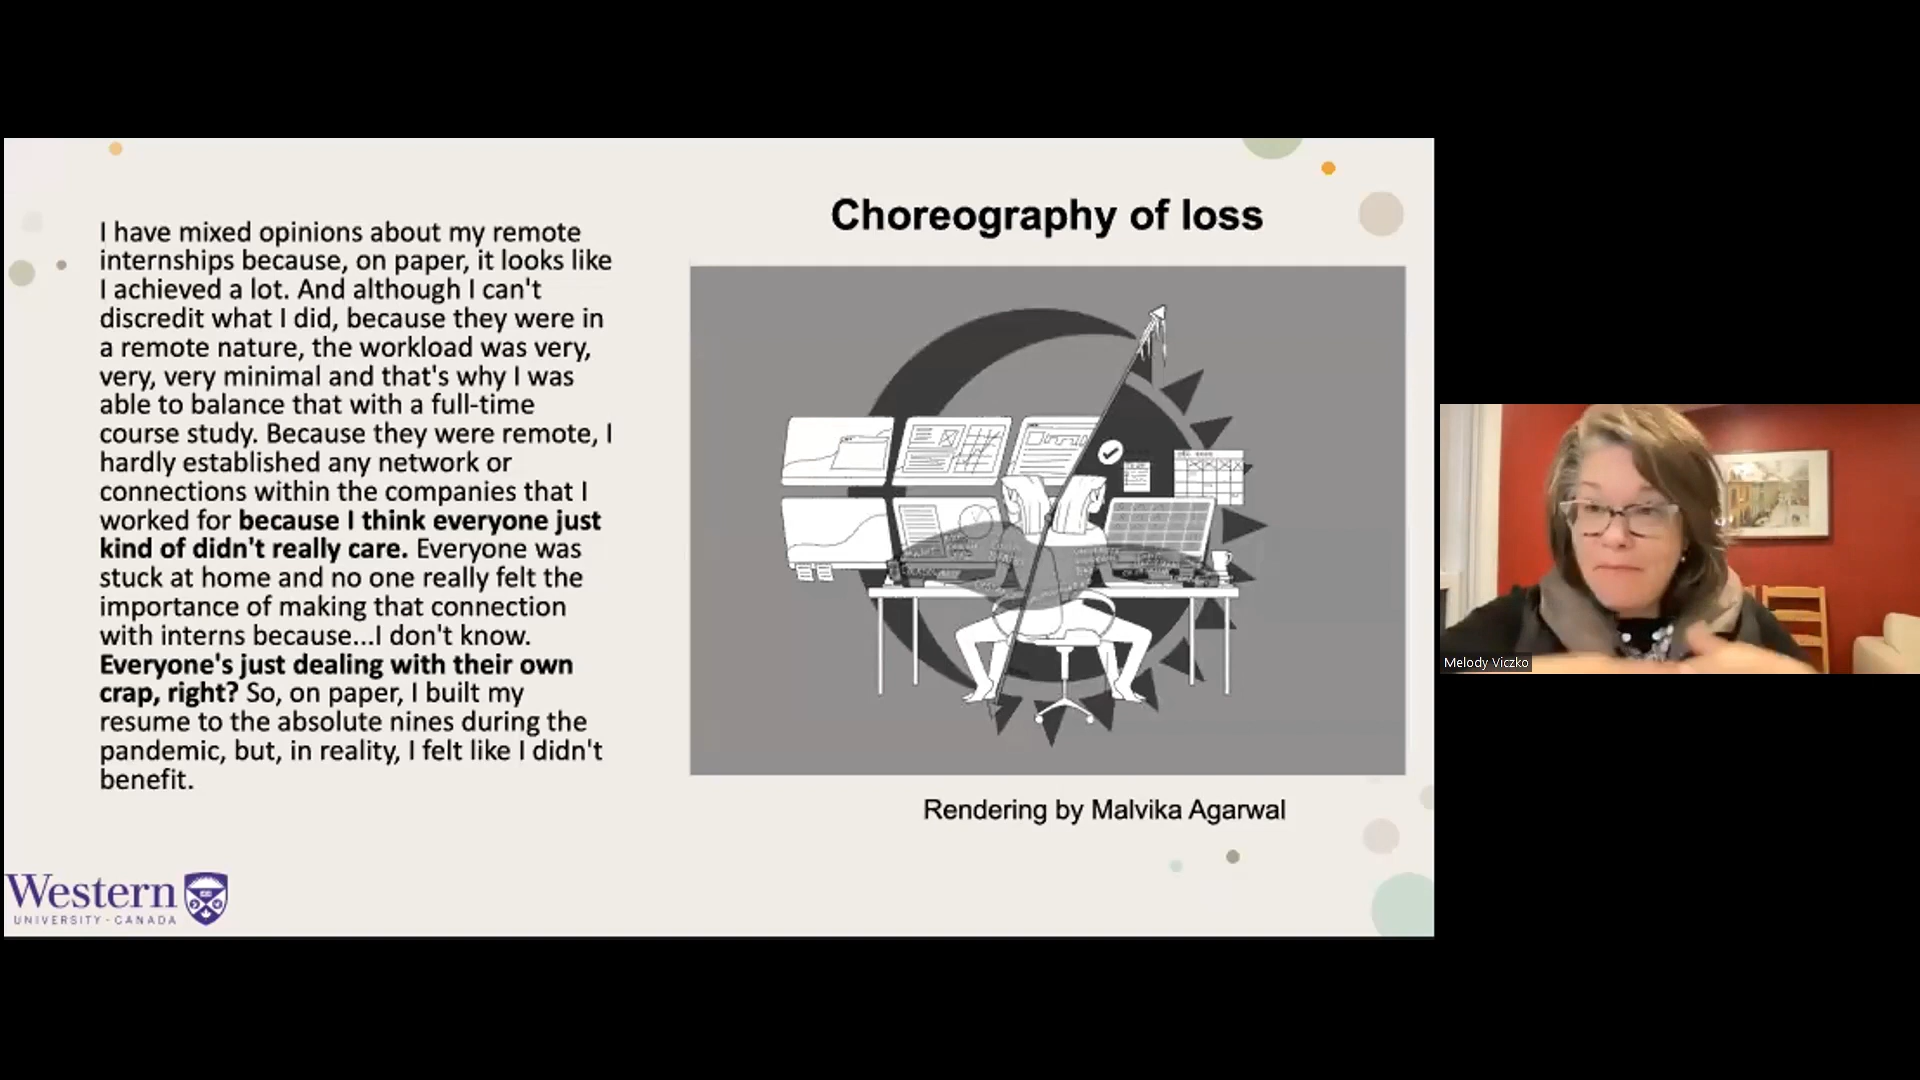 Choreography of loss
I have mixed opinions about my remote
internships because, on paper, it looks like
I achieved a lot. And although I can't
discredit what I did, because they were in
a remote nature, the workload was very,
very, very minimal and that's why I was
able to balance that with a full-time
course study. Because they were remote, I
hardly established any network or
connections within the companies that I
worked for because I think everyone just
kind of didn't really care. Everyone was
stuck at home and no one really felt the
importance of making that connection
with interns because...I don't know.
Everyone's just dealing with their own
crap, right? So, on paper, I built my
resume to the absolute nines during the
pandemic, but, in reality, I felt like I didn't
benefit.
Rendering by Malvika Agarwal
Western
UNIVERSITY · CANADA
Melody Viczko